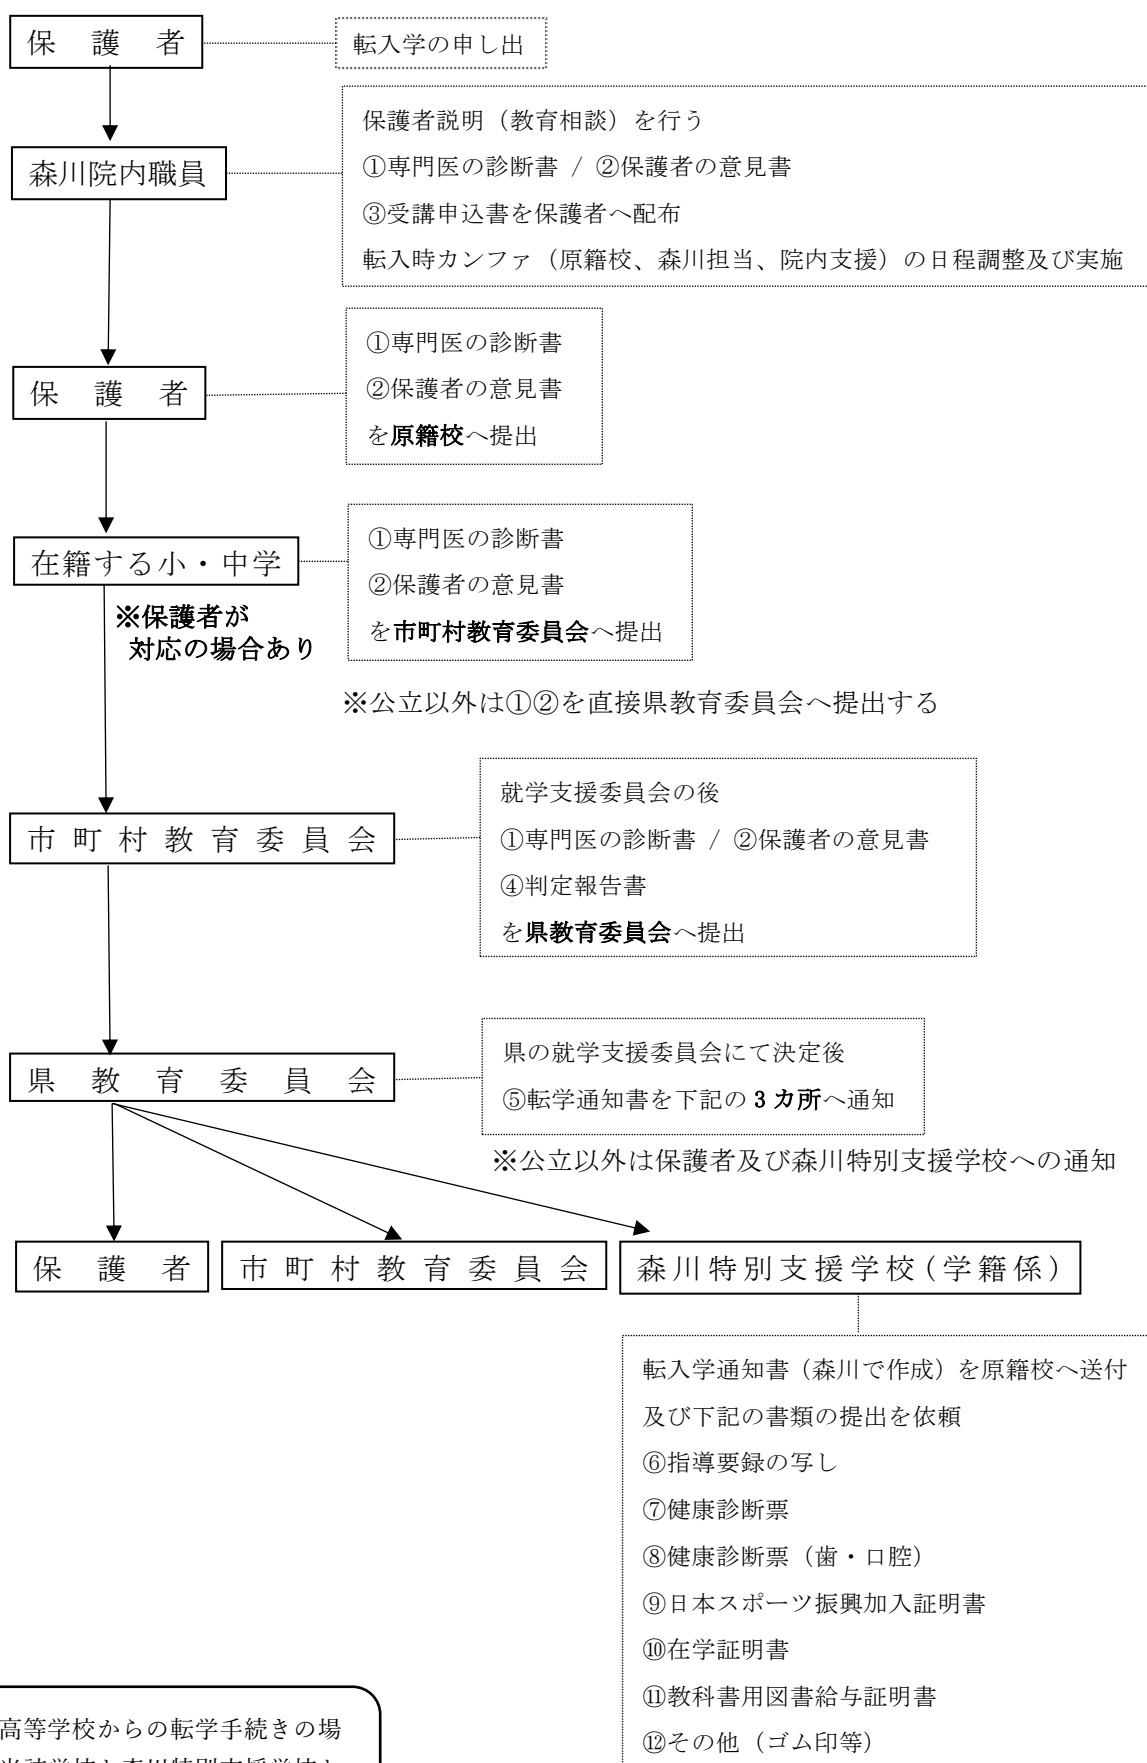 保護者
転入学の申し出
保護者説明（教育相談）を行う
①専門医の診断書 / ②保護者の意見書
③受講申込書を保護者へ配布
転入時カンファ（原籍校、森川担当、院内支援）の日程調整及び実施
森川院内職員
①専門医の診断書
②保護者の意見書
を原籍校へ提出
保護者
①専門医の診断書
②保護者の意見書
を市町村教育委員会へ提出
在籍する小・中学
※保護者が
対応の場合あり
※公立以外は①②を直接県教育委員会へ提出する
就学支援委員会の後
①専門医の診断書 / ②保護者の意見書
④判定報告書
を県教育委員会へ提出
市町村教育委員会
県の就学支援委員会にて決定後
⑤転学通知書を下記の３カ所へ通知
県教育委員会
※公立以外は保護者及び森川特別支援学校への通知
保護者
市町村教育委員会
森川特別支援学校(学籍係)
転入学通知書（森川で作成）を原籍校へ送付
及び下記の書類の提出を依頼
⑥指導要録の写し
⑦健康診断票
⑧健康診断票（歯・口腔）
⑨日本スポーツ振興加入証明書
⑩在学証明書
⑪教科書用図書給与証明書
⑫その他（ゴム印等）
高等学校からの転学手続きの場